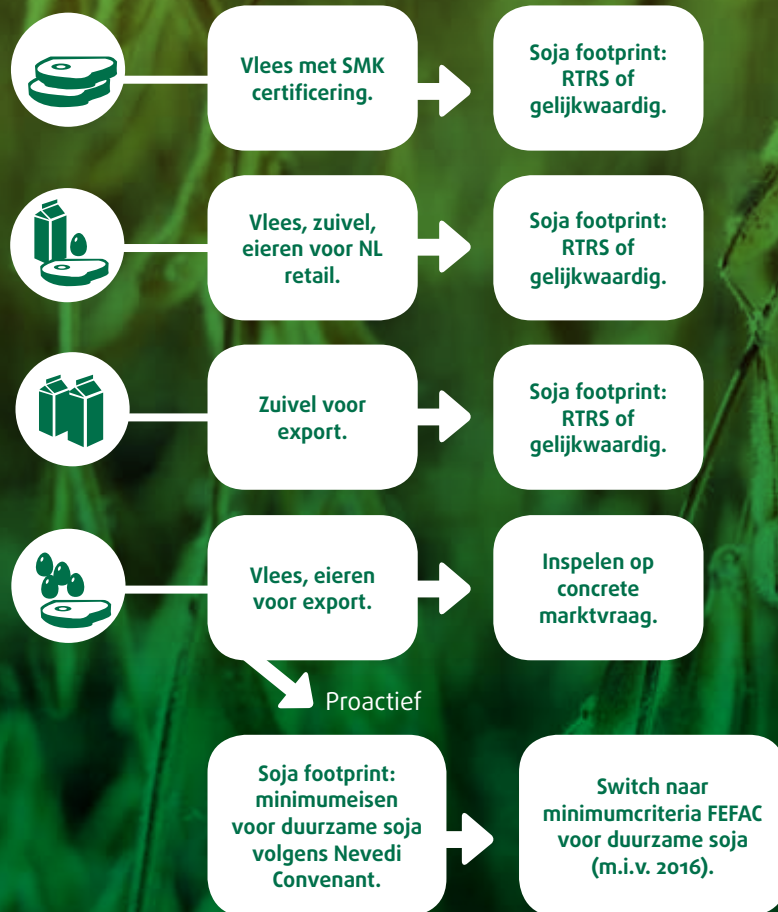 Vlees met SMK
certificering.
Soja footprint:
RTRS of
gelijkwaardig.
Vlees, zuivel,
eieren voor NL
retail.
Soja footprint:
RTRS of
gelijkwaardig.
Zuivel voor
export.
Soja footprint:
RTRS of
gelijkwaardig.
Vlees, eieren
voor export.
Inspelen op
concrete
marktvraag.
Proactief
Soja footprint:
minimumeisen
voor duurzame soja
volgens Nevedi
Convenant.
Switch naar
minimumcriteria FEFAC
voor duurzame soja
(m.i.v. 2016).